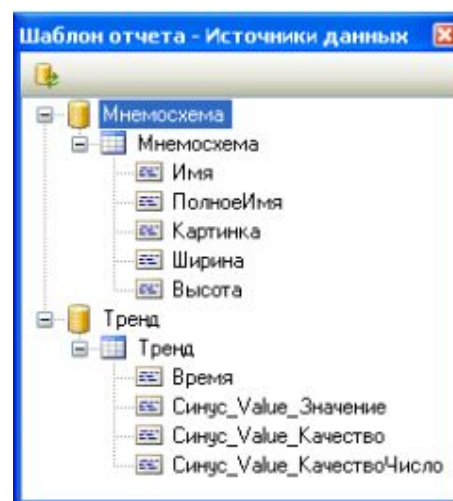 Шаблон отчета - Источники данных
Мнемосхема
Мнемосхема
Имя
ПолноеИмя
Картинка
Ширина
Высота
Тренд
Тренд
Время
Синус_Value_Значение
Синус_Value_Качество
Синус_Value_КачествоЧисло